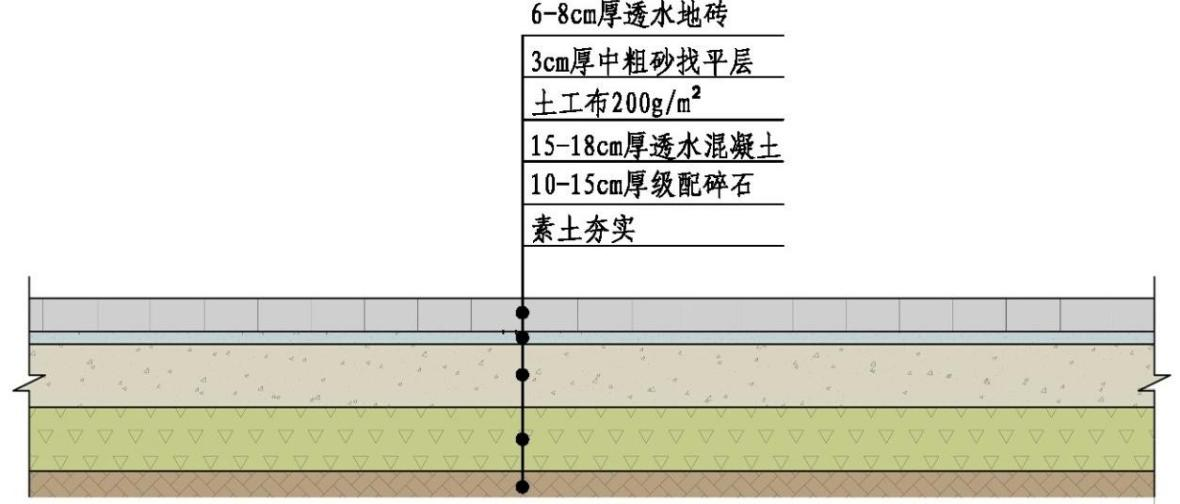 6-8cm厚透水地砖
3cm厚中粗砂找平层
土工布200g/m²
15-18cm厚透水混凝土
10-15cm厚级配碎石
素土夯实